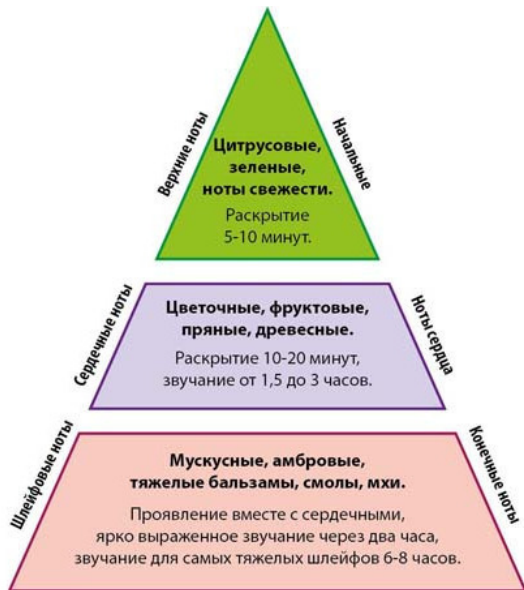 Верхние ноты
Начальные
Цитрусовые,
зеленые,
ноты свежести.
Раскрытие
5-10 минут.
Сердечные ноты
Ноты сердца
Цветочные, фруктовые,
пряные, древесные.
Раскрытие 10-20 минут,
звучание от 1,5 до 3 часов.
Шлейфовые ноты
Конечные ноты
Мускусные, амбровые,
тяжелые бальзамы, смолы, мхи.
Проявление вместе с сердечными,
ярко выраженное звучание через два часа,
звучание для самых тяжелых шлейфов 6-8 часов.